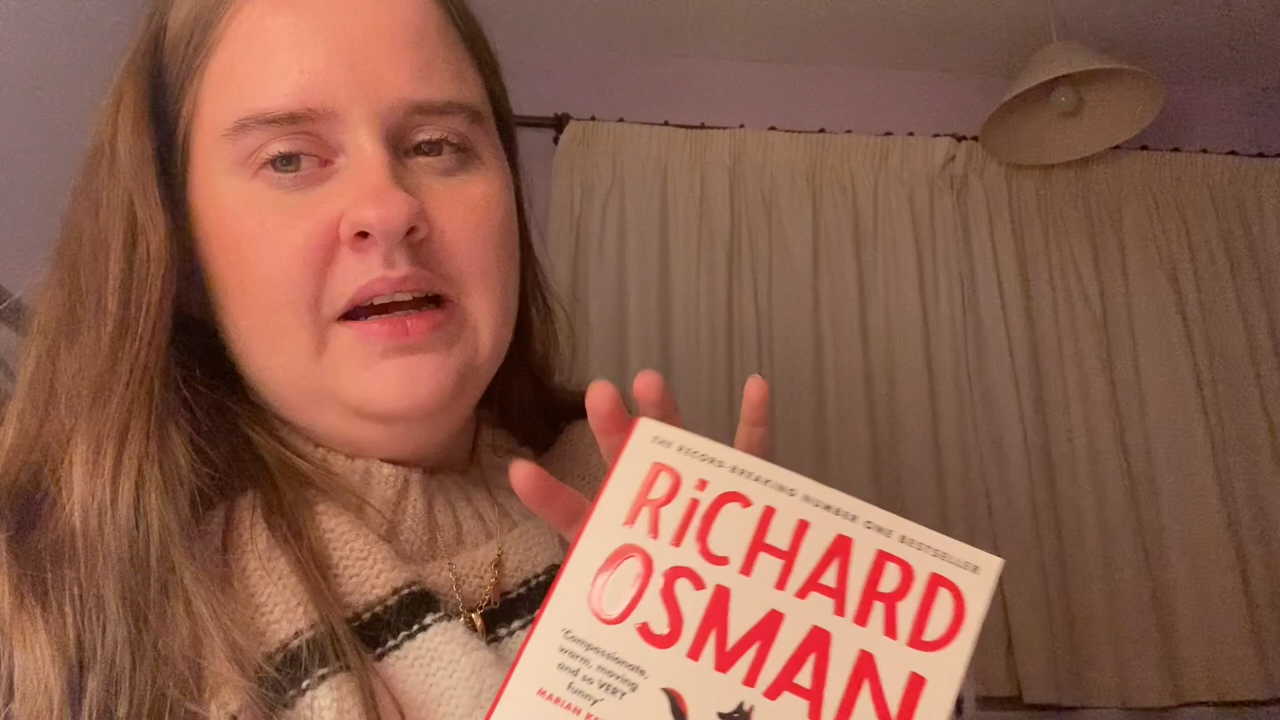 THE RECORD-BREAKING NUMBER ONE BESTSELLER
RiCHARD
OSMAN
'Compassionate,
warm, moving
and so VERY
funny'
MARIAN